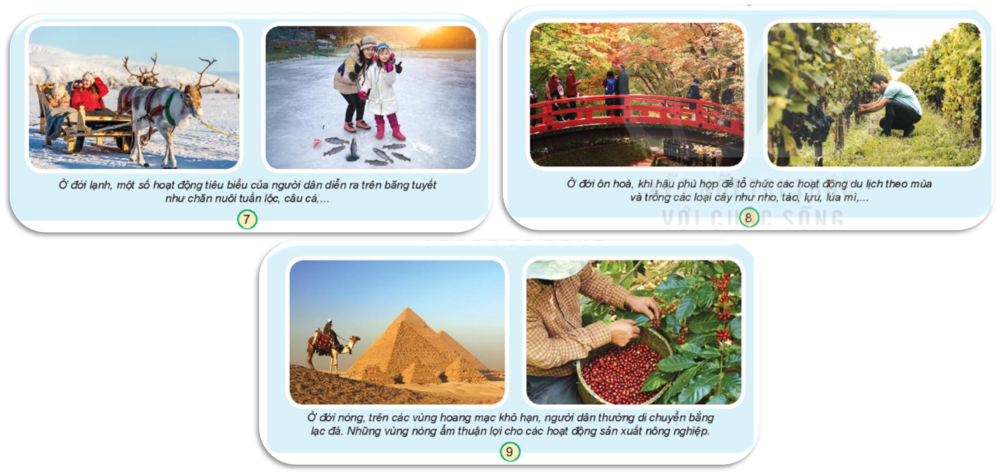 Ở đới lạnh, một số hoạt động tiêu biểu của người dân diễn ra trên băng tuyết
như chăn nuôi tuần lộc, câu cá,...
7
Ở đới ôn hoà, khí hậu phù hợp để tổ chức các hoạt động du lịch theo mùa
và trồng các loại cây như nho, táo, lựu, lúa mì,...
8
VỚI CUỘC SỐNG
Ở đới nóng, trên các vùng hoang mạc khô hạn, người dân thường di chuyển bằng
lạc đà. Những vùng nóng ẩm thuận lợi cho các hoạt động sản xuất nông nghiệp.
9